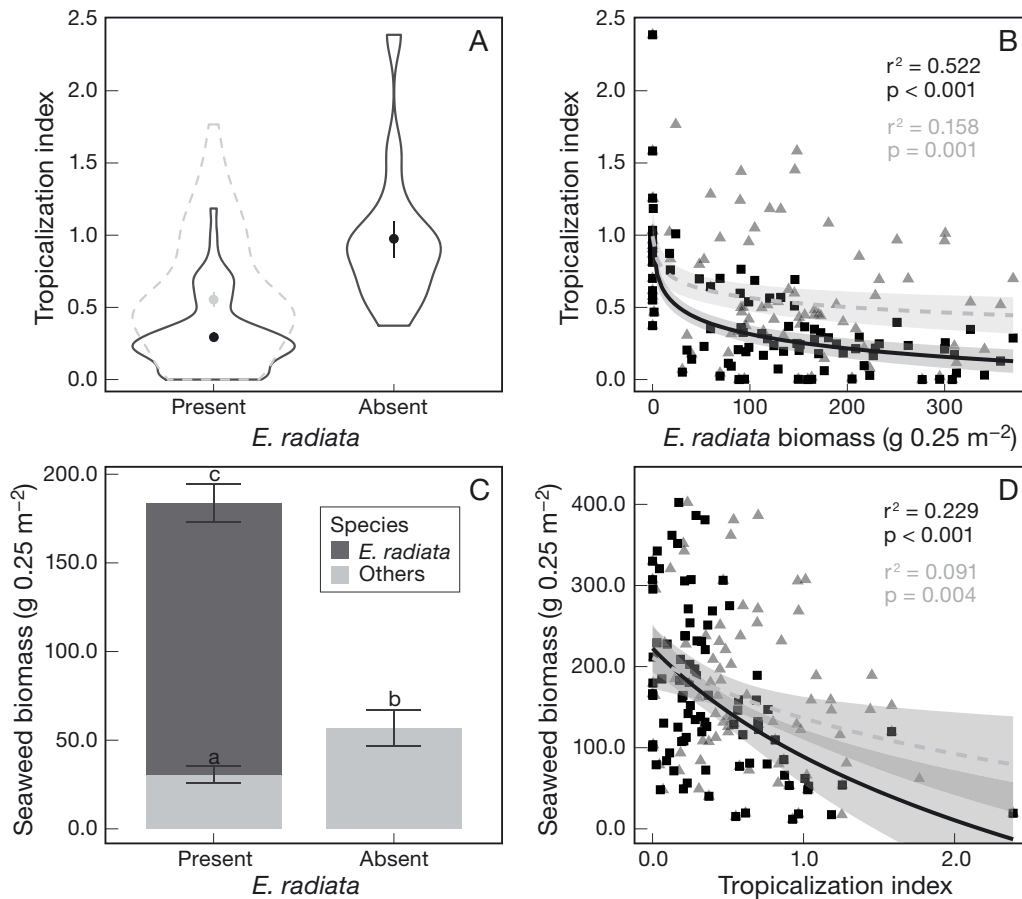 A
Tropicalization index
2.5
2.0
1.5
1.0
0.5
0.0
Present
Absent
E. radiata
B
Tropicalization index
2.5
2.0
1.5
1.0
0.5
0.0
r² = 0.522
p < 0.001
r² = 0.158
p = 0.001
0
100
200
300
E. radiata biomass (g 0.25 m⁻²)
C
Seaweed biomass (g 0.25 m⁻²)
200.0
150.0
100.0
50.0
0.0
c
a
b
Species
E. radiata
Others
Present
Absent
E. radiata
D
Seaweed biomass (g 0.25 m⁻²)
400.0
300.0
200.0
100.0
0.0
r² = 0.229
p < 0.001
r² = 0.091
p = 0.004
0.0
1.0
2.0
Tropicalization index